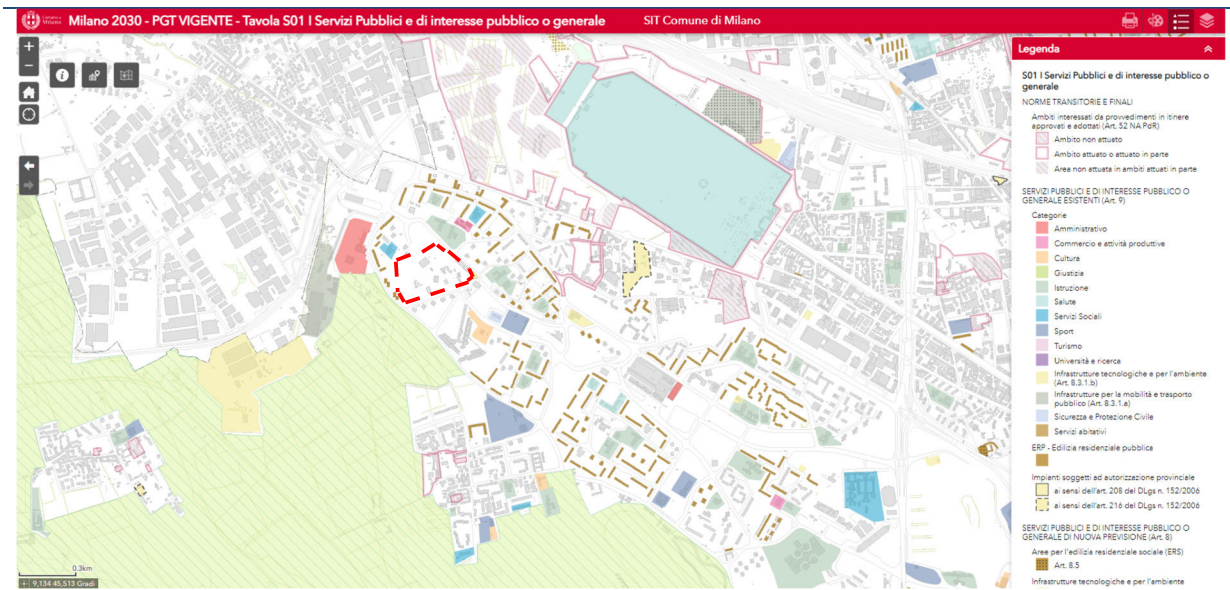 Comune di
Milano
Milano 2030 - PGT VIGENTE - Tavola S01 I Servizi Pubblici e di interesse pubblico o generale
SIT Comune di Milano
+
−
i
0.3km
9,134 45,513 Gradi
Legenda
S01 I Servizi Pubblici e di interesse pubblico o
generale
NORME TRANSITORIE E FINALI
Ambiti interessati da provvedimenti in itinere
approvati e adottati (Art. 52 NA PdR)
Ambito non attuato
Ambito attuato o attuato in parte
Area non attuata in ambiti attuati in parte
SERVIZI PUBBLICI E DI INTERESSE PUBBLICO O
GENERALE ESISTENTI (Art. 9)
Categorie
Amministrativo
Commercio e attività produttive
Cultura
Giustizia
Istruzione
Salute
Servizi Sociali
Sport
Turismo
Università e ricerca
Infrastrutture tecnologiche e per l'ambiente
(Art. 8.3.1.b)
Infrastrutture per la mobilità e trasporto
pubblico (Art. 8.3.1.a)
Sicurezza e Protezione Civile
Servizi abitativi
ERP - Edilizia residenziale pubblica
Impianti soggetti ad autorizzazione provinciale
ai sensi dell'art. 208 del DLgs n. 152/2006
ai sensi dell'art. 216 del DLgs n. 152/2006
SERVIZI PUBBLICI E DI INTERESSE PUBBLICO O
GENERALE DI NUOVA PREVISIONE (Art. 8)
Aree per l'edilizia residenziale sociale (ERS)
Art. 8.5
Infrastrutture tecnologiche e per l'ambiente